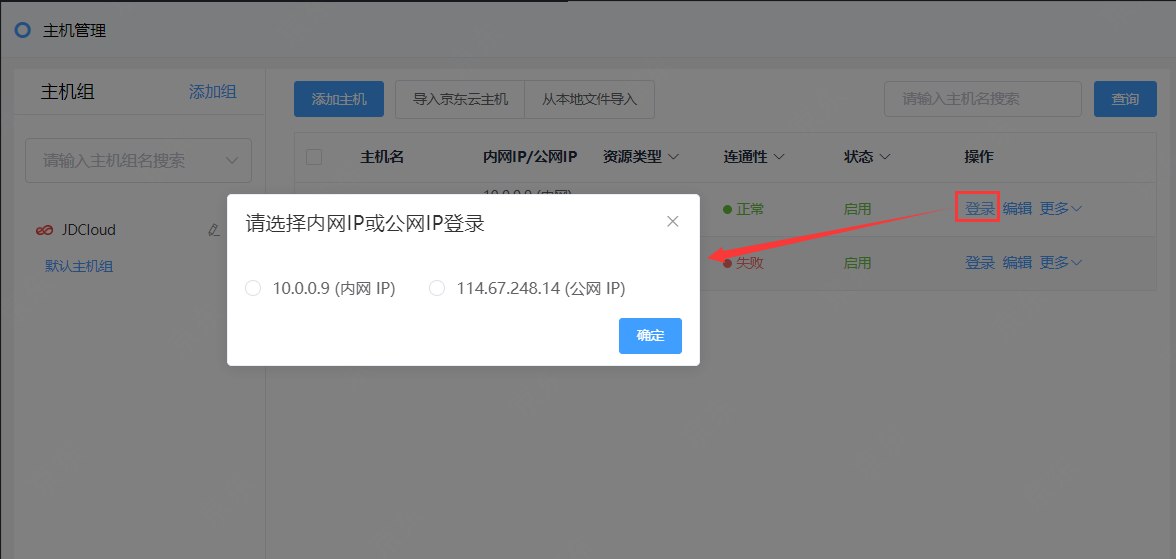 主机管理
主机组 添加组
添加主机 导入京东云主机 从本地文件导入 请输入主机名搜索 查询
请输入主机组名搜索
主机名 内网IP/公网IP 资源类型 连通性 状态 操作
10.0.0.9 (内网)
正常 启用 登录 编辑 更多
JDCloud
默认主机组
失败 启用 登录 编辑 更多
请选择内网IP或公网IP登录
10.0.0.9 (内网 IP) 114.67.248.14 (公网 IP)
确定